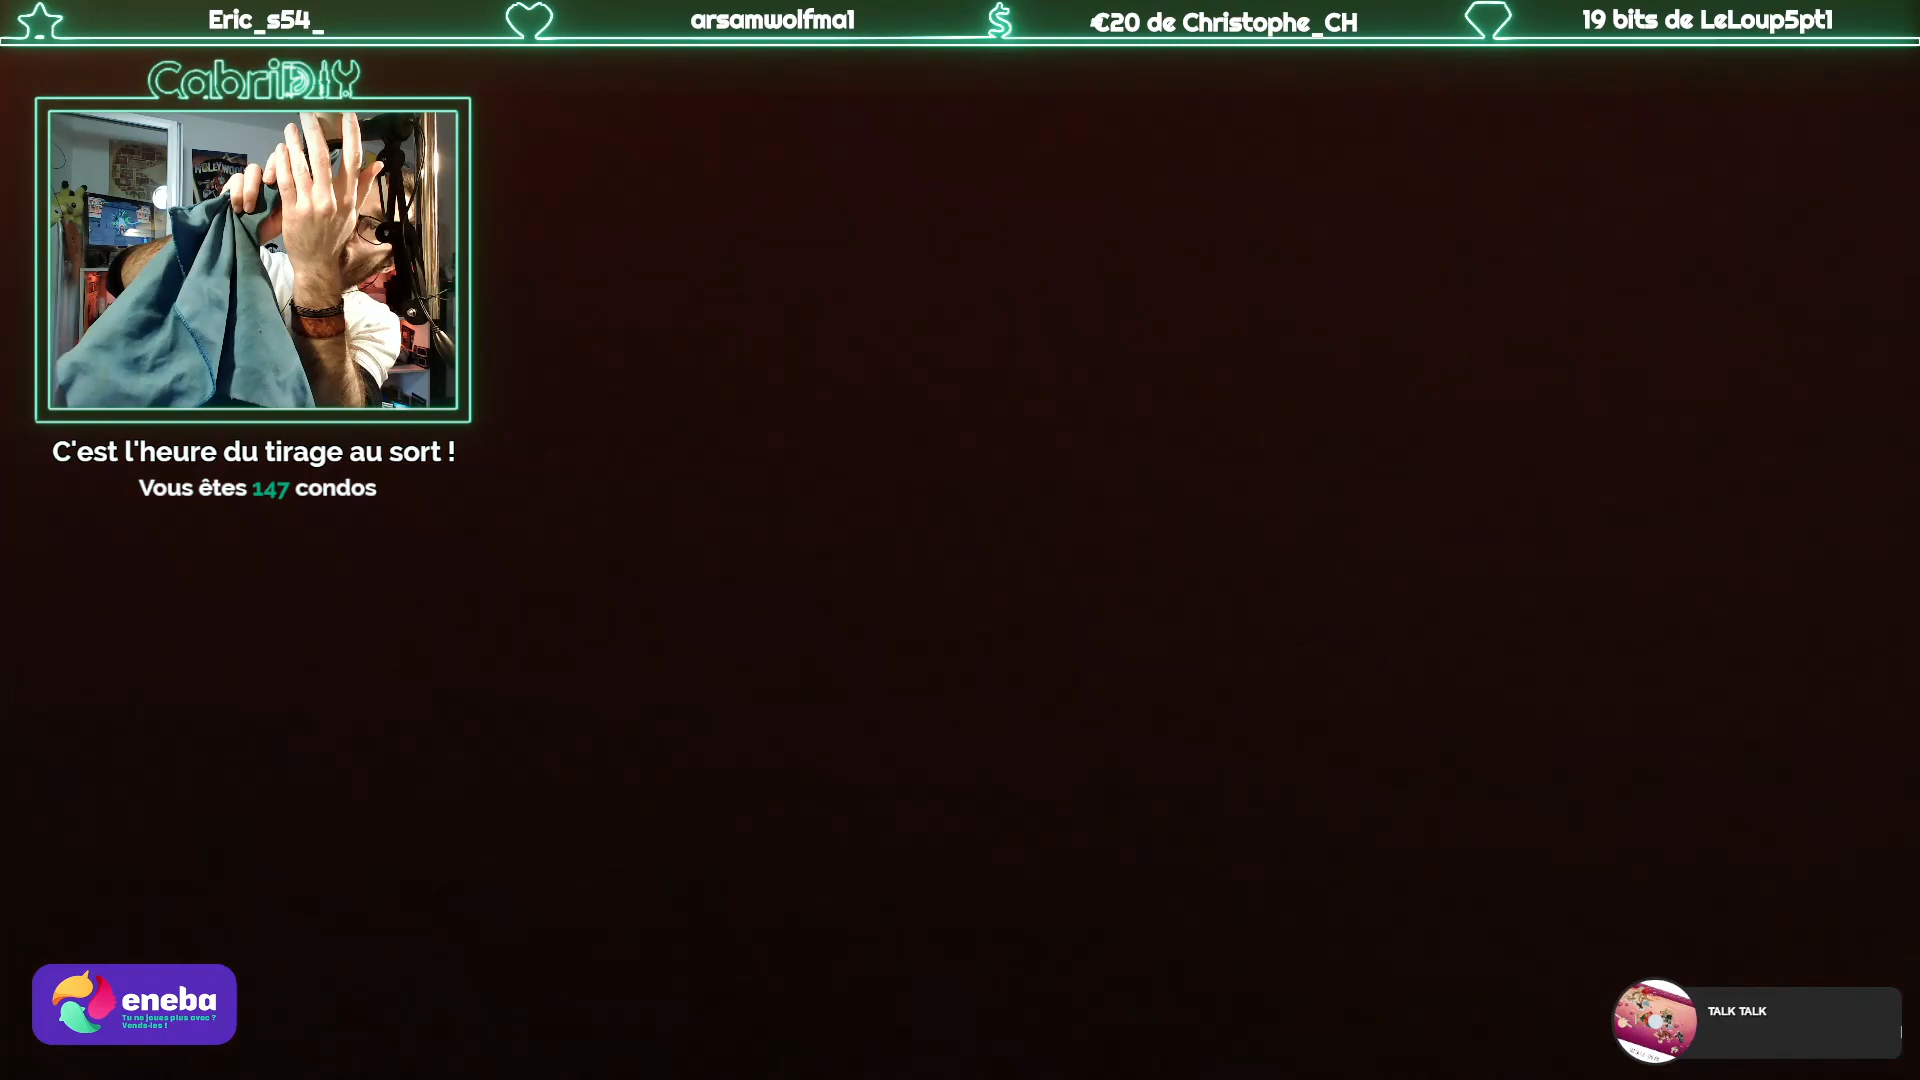 Eric_s54_
arsamwolfma1
€20 de Christophe_CH
19 bits de LeLoup5pt1
CabriDIY
HOLLYWOOD
C'est l'heure du tirage au sort !
Vous êtes 147 condos
eneba
Tu ne joues plus avec ?
Vends-les !
TALK TALK